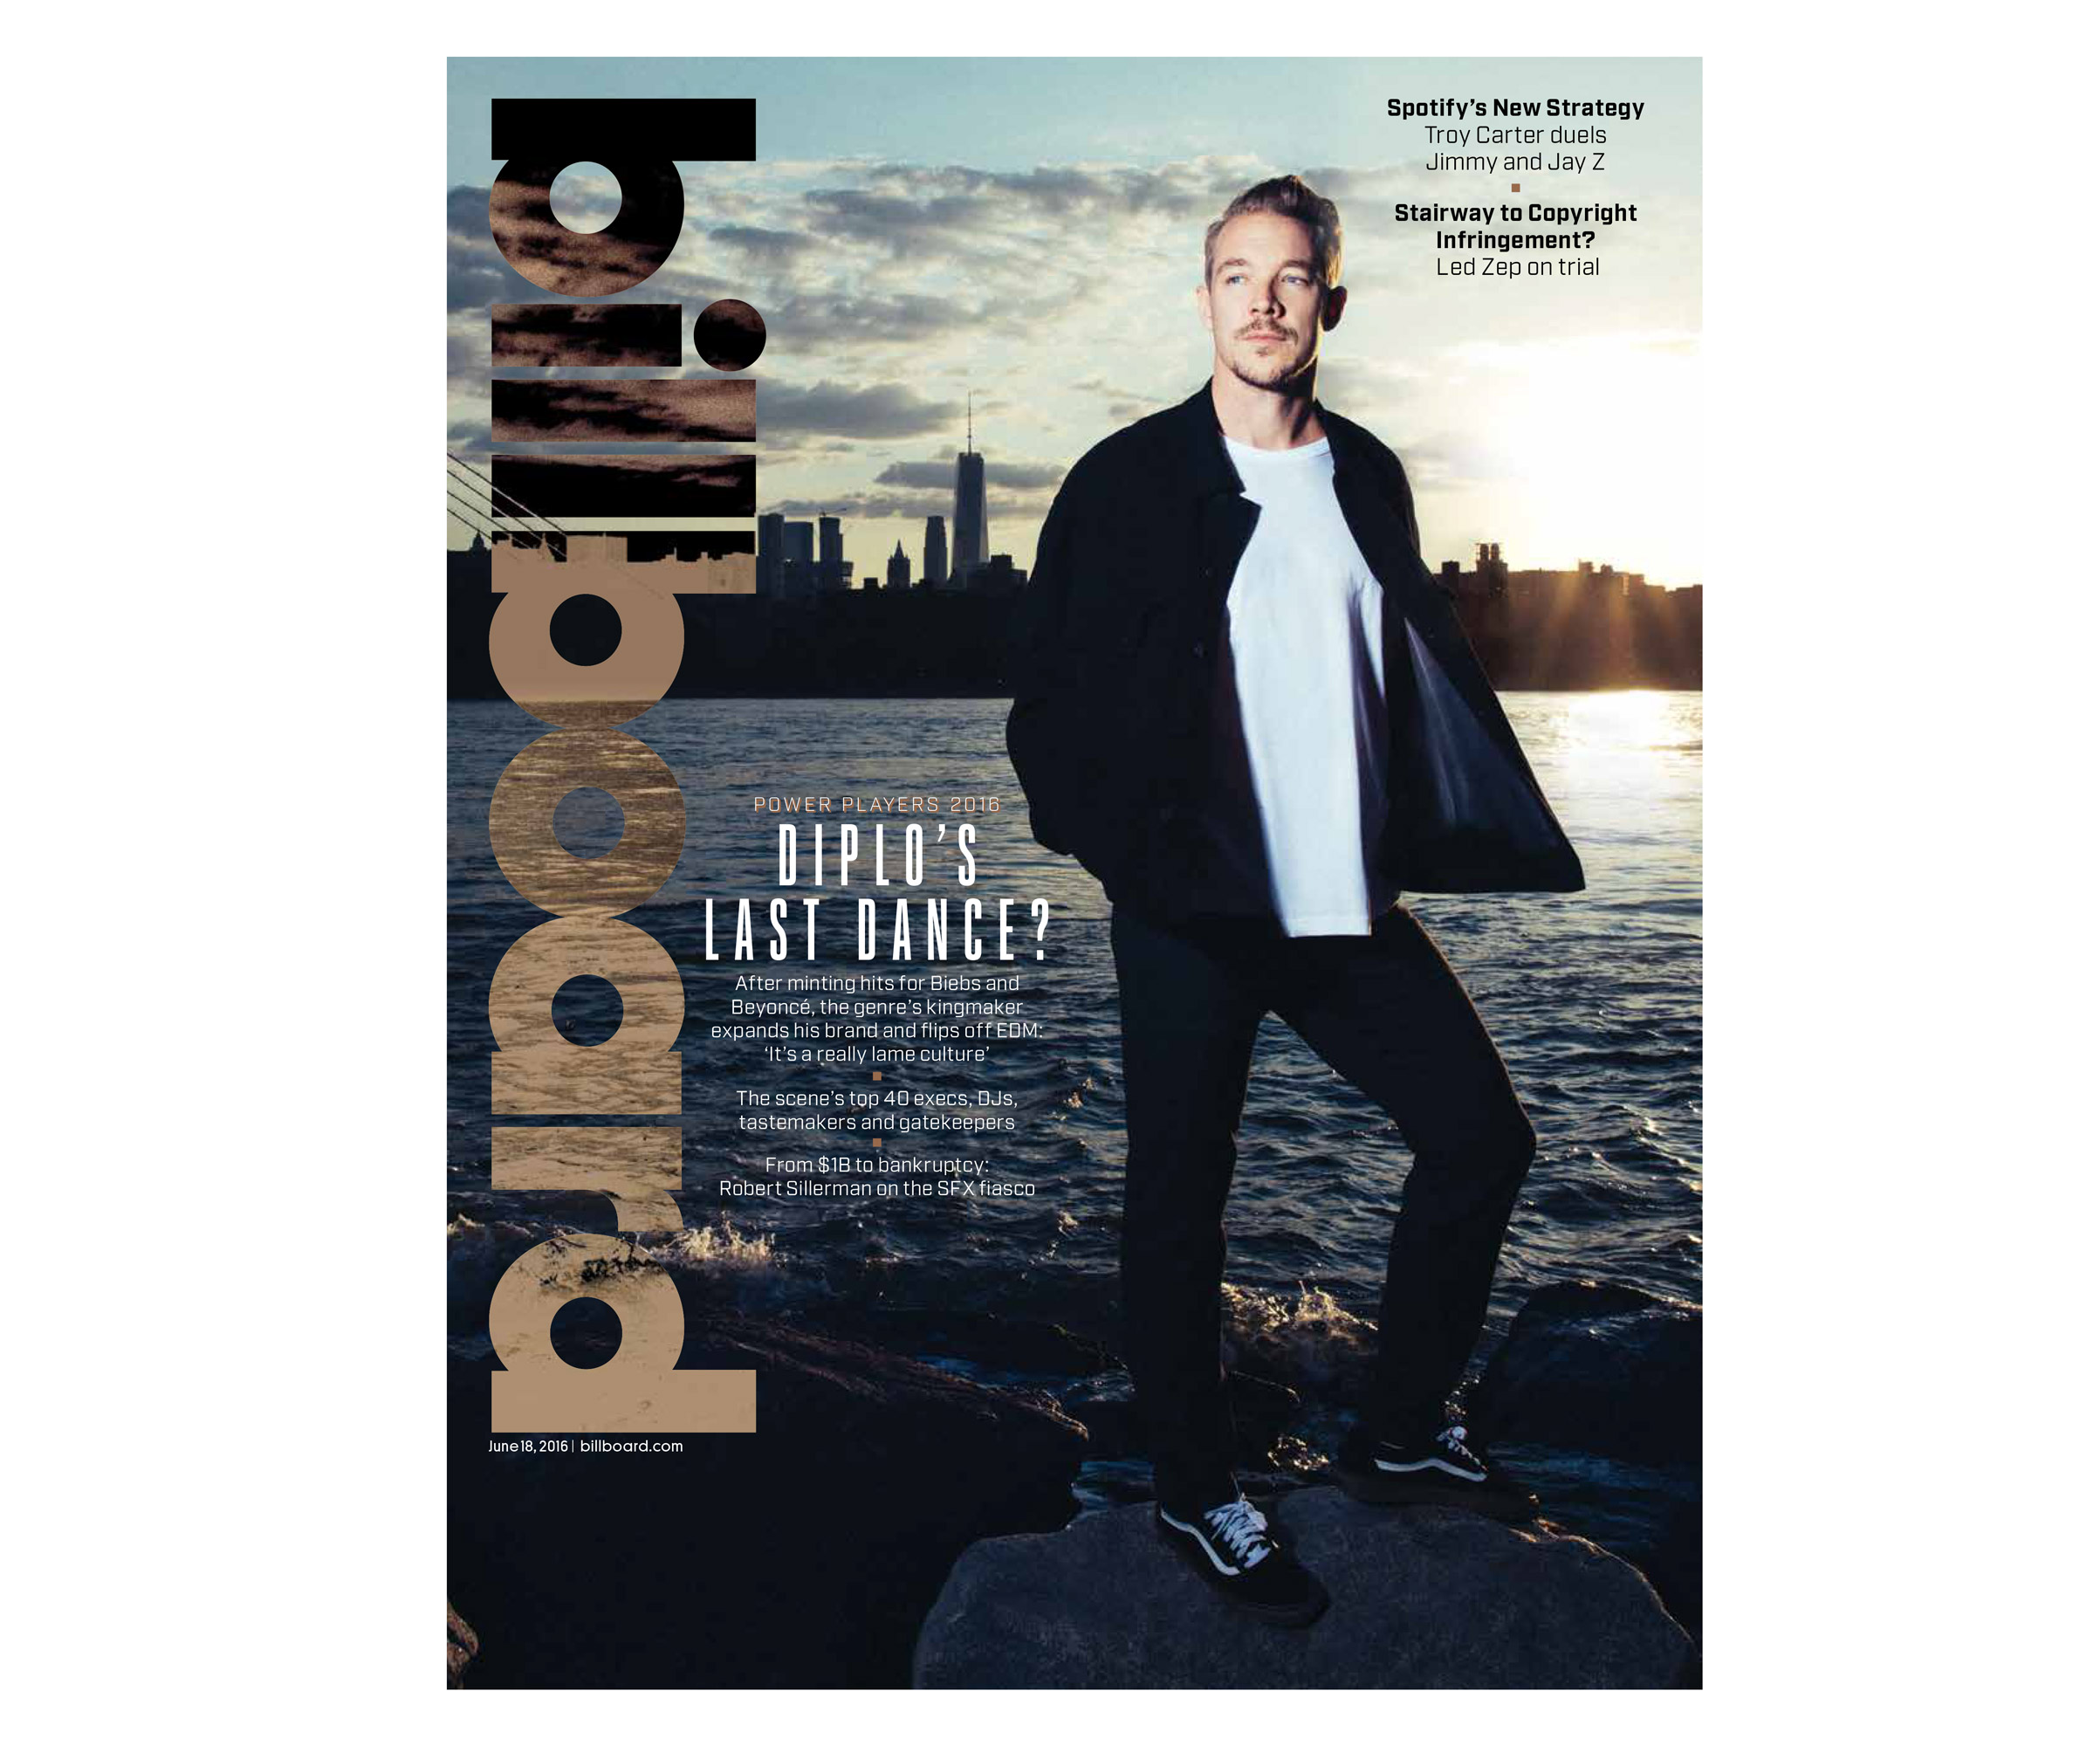 billboard
Spotify’s New Strategy
Troy Carter duels
Jimmy and Jay Z
Stairway to Copyright
Infringement?
Led Zep on trial
POWER PLAYERS 2016
DIPLO’S
LAST DANCE?
After minting hits for Biebs and
Beyoncé, the genre’s kingmaker
expands his brand and flips off EDM:
‘It’s a really lame culture’
The scene’s top 40 execs, DJs,
tastemakers and gatekeepers
From $1B to bankruptcy:
Robert Sillerman on the SFX fiasco
June 18, 2016 | billboard.com